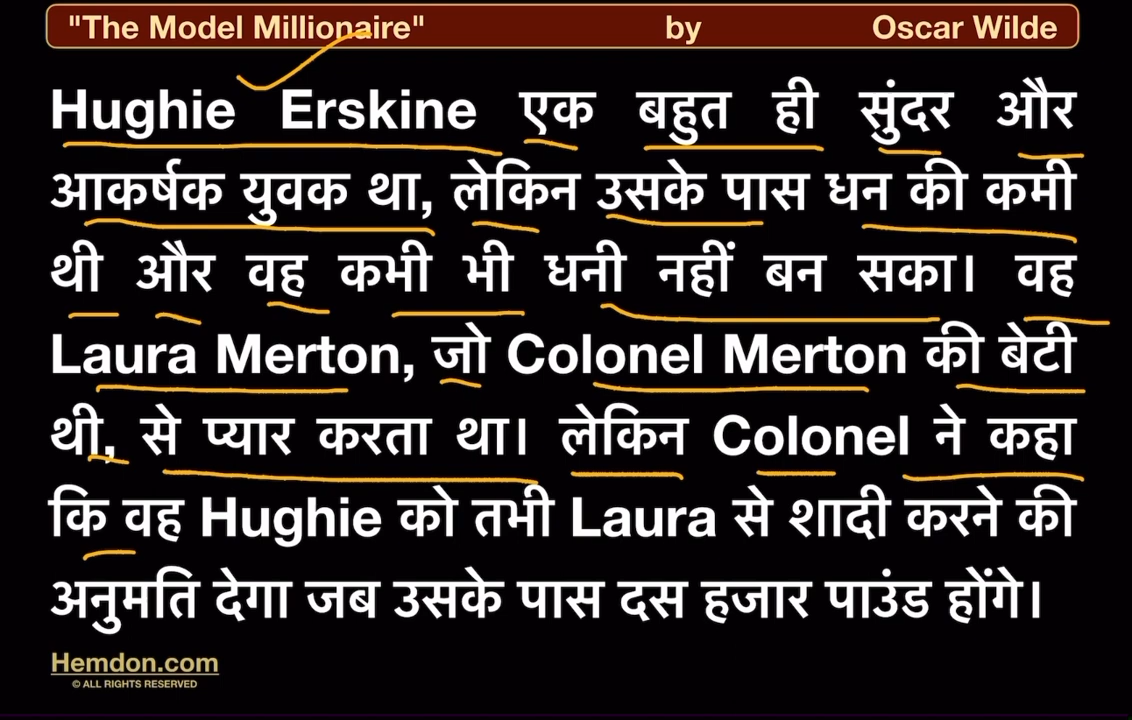 "The Model Millionaire" by Oscar Wilde
Hughie Erskine एक बहुत ही सुंदर और
आकर्षक युवक था, लेकिन उसके पास धन की कमी
थी और वह कभी भी धनी नहीं बन सका। वह
Laura Merton, जो Colonel Merton की बेटी
थी, से प्यार करता था। लेकिन Colonel ने कहा
कि वह Hughie को तभी Laura से शादी करने की
अनुमति देगा जब उसके पास दस हजार पाउंड होंगे।
Hemdon.com
© ALL RIGHTS RESERVED